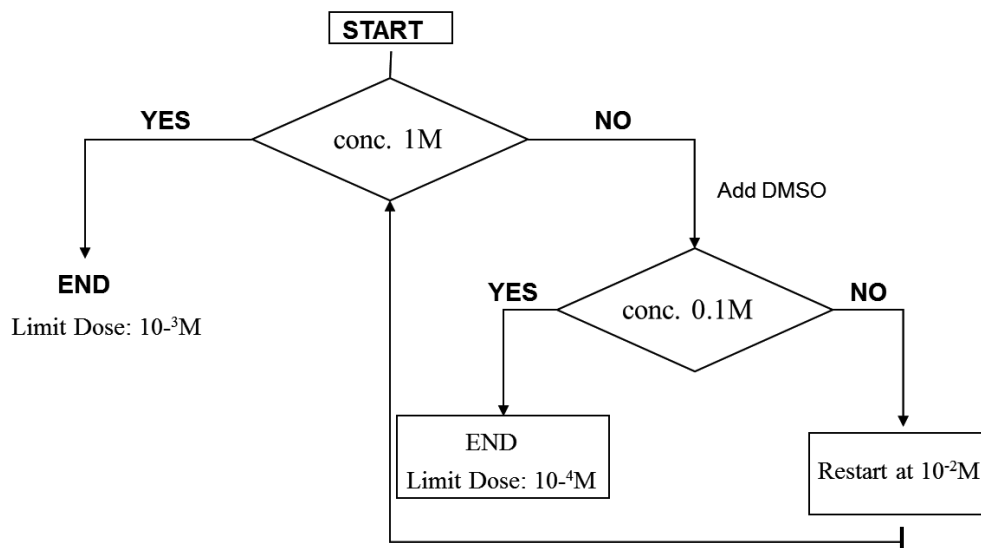 START
YES
conc. 1M
NO
Add DMSO
END
Limit Dose: 10-³M
YES
conc. 0.1M
NO
END
Limit Dose: 10-⁴M
Restart at 10⁻²M